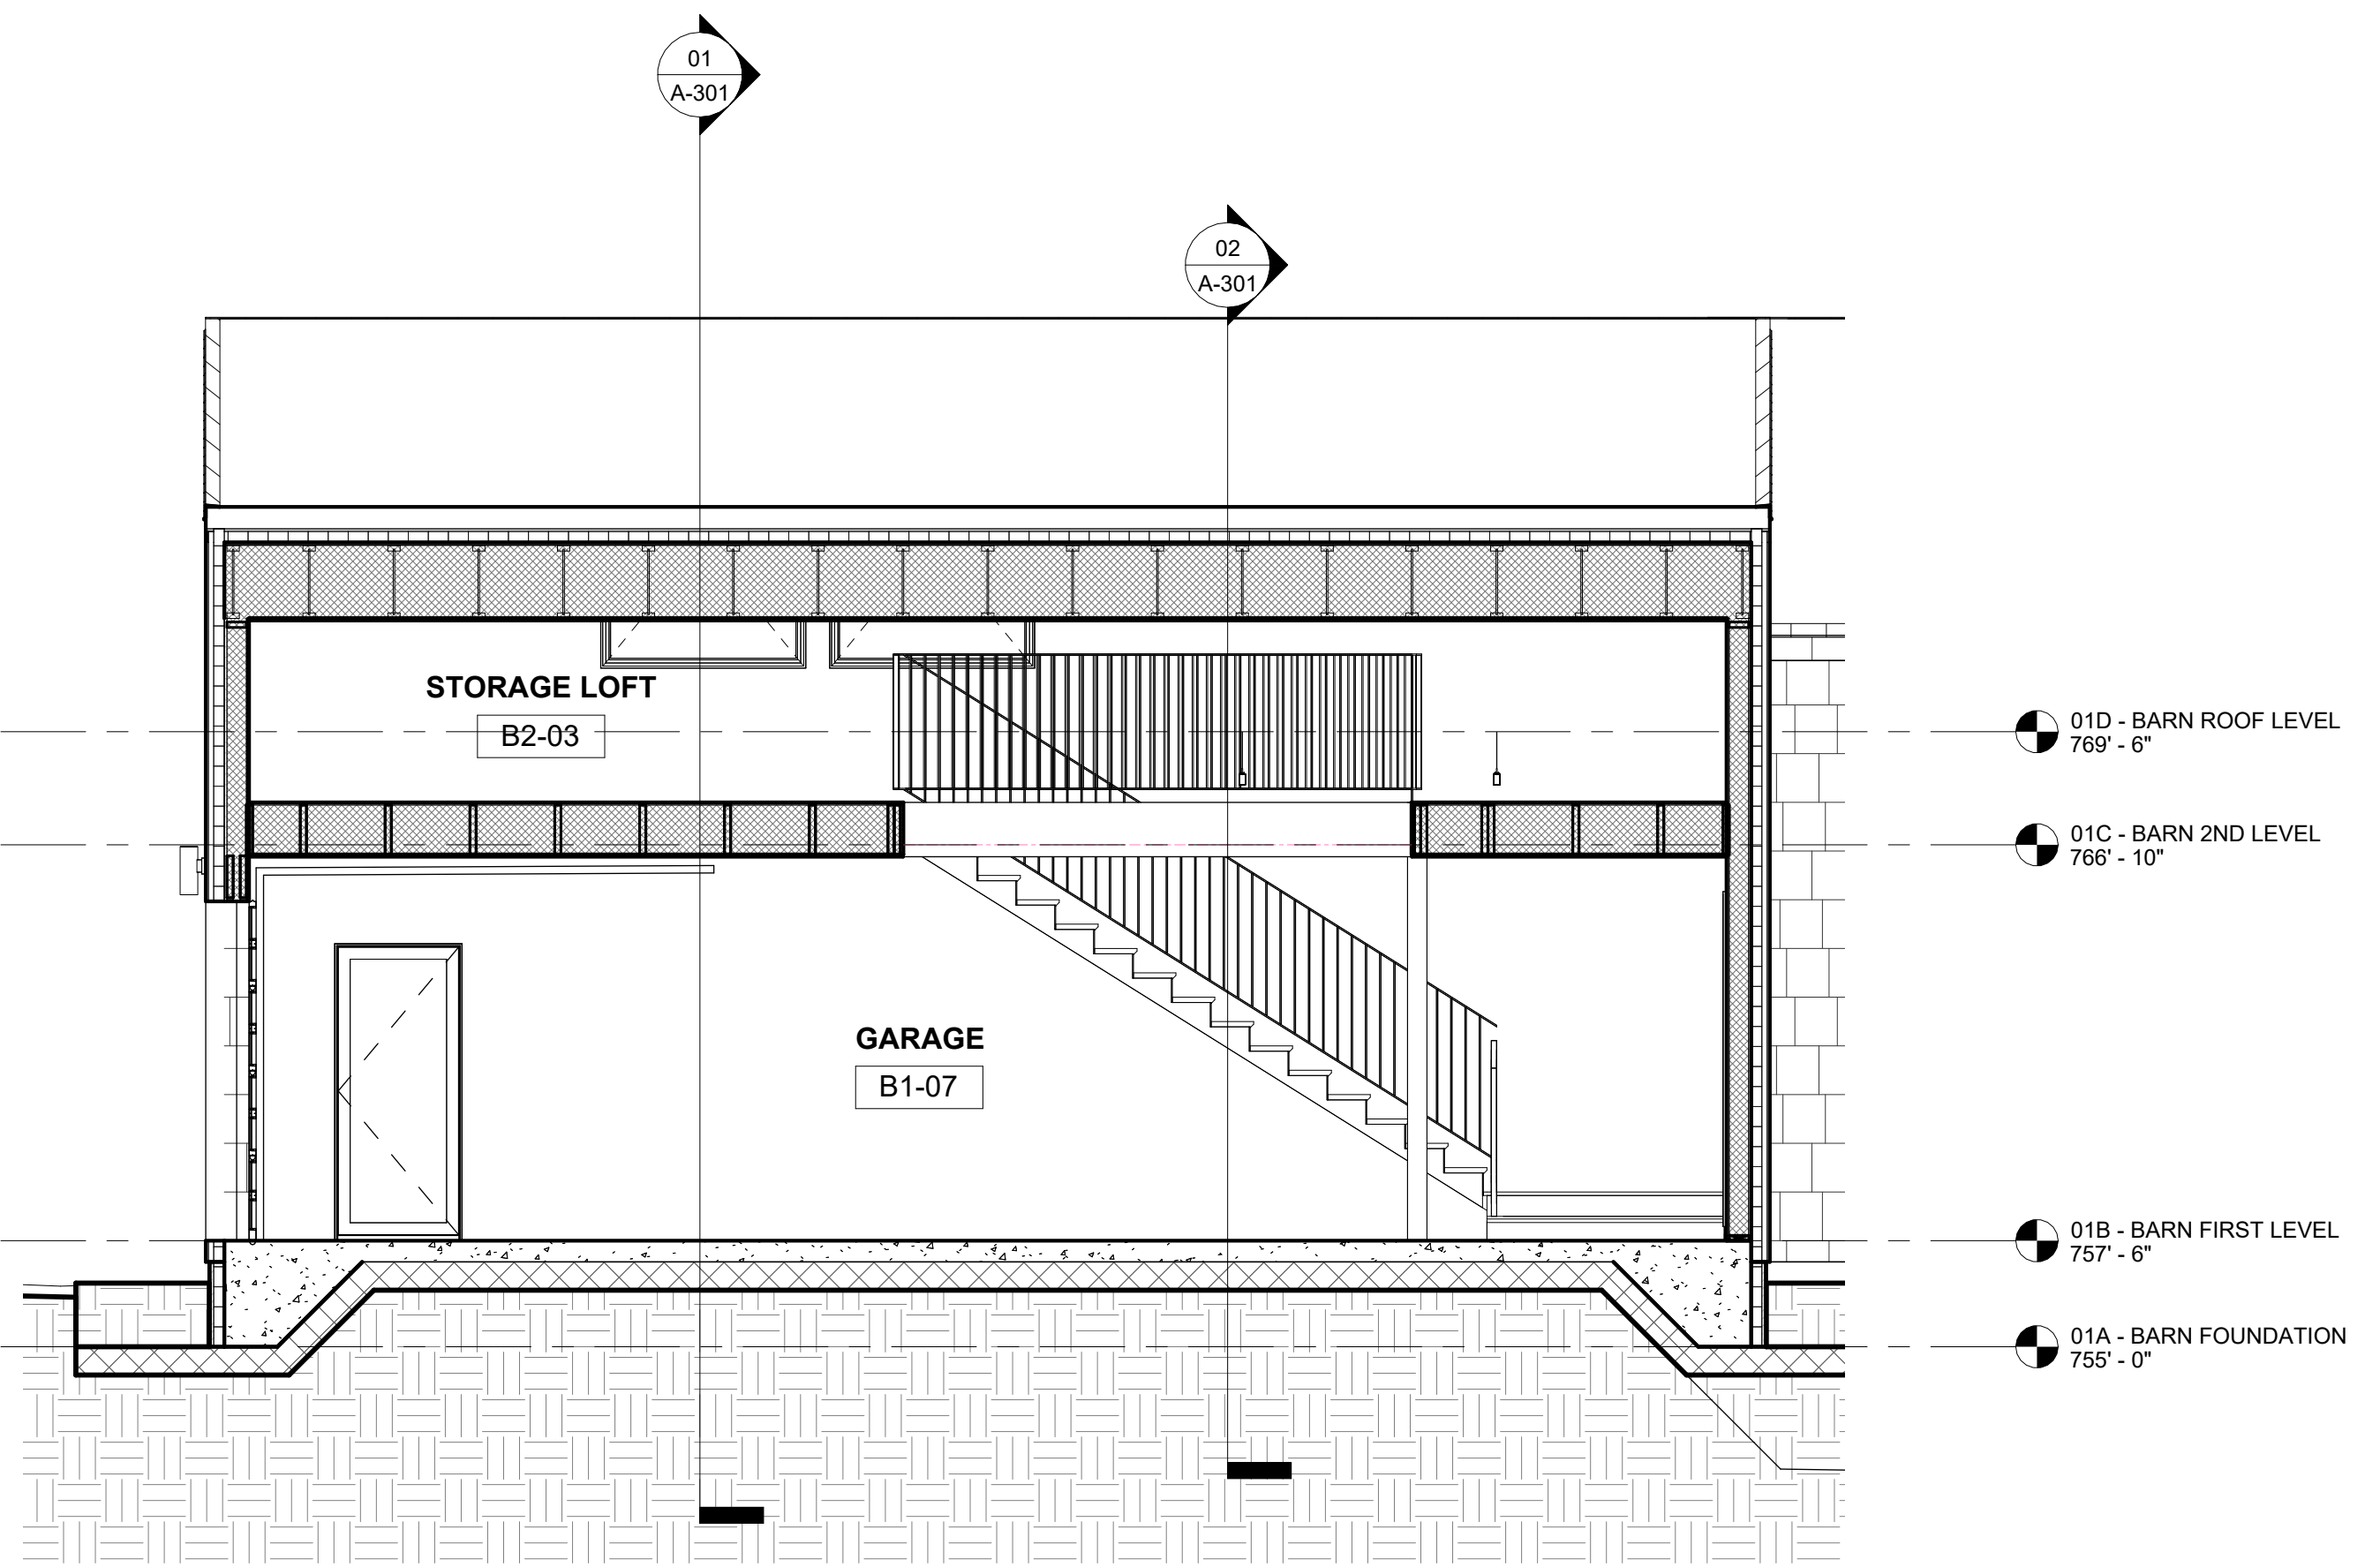 01
A-301
02
A-301
STORAGE LOFT
B2-03
01D - BARN ROOF LEVEL
769' - 6"
01C - BARN 2ND LEVEL
766' - 10"
GARAGE
B1-07
01B - BARN FIRST LEVEL
757' - 6"
01A - BARN FOUNDATION
755' - 0"